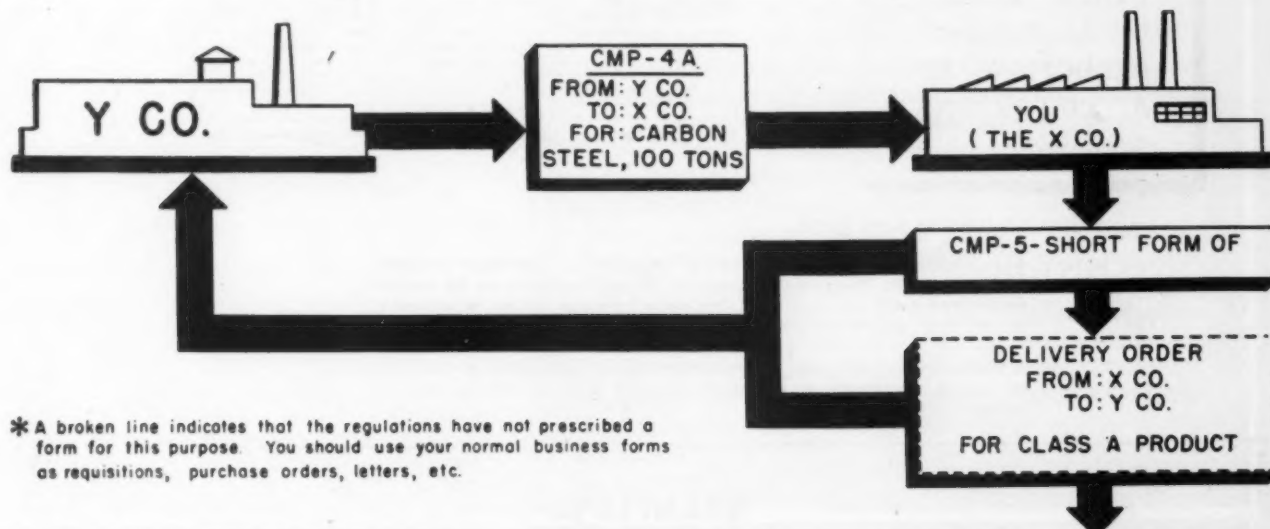 Y CO.
CMP-4A.
FROM: Y CO.
TO: X CO.
FOR: CARBON
STEEL, 100 TONS
YOU
(THE X CO.)
CMP-5-SHORT FORM OF
DELIVERY ORDER
FROM: X CO.
TO: Y CO.
FOR CLASS A PRODUCT
* A broken line indicates that the regulations have not prescribed a
form for this purpose. You should use your normal business forms
as requisitions, purchase orders, letters, etc.